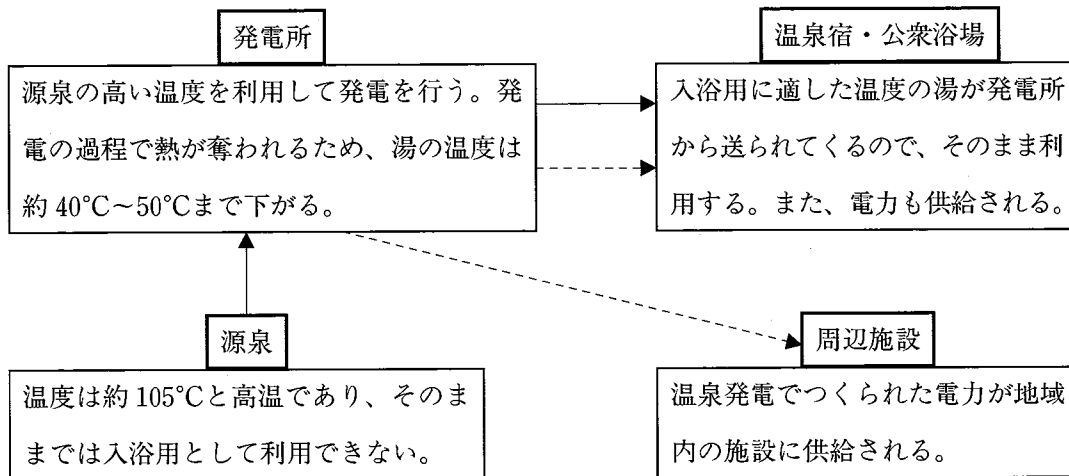 発電所
源泉の高い温度を利用して発電を行う。発
電の過程で熱が奪われるため、湯の温度は
約40℃～50℃まで下がる。
温泉宿・公衆浴場
入浴用に適した温度の湯が発電所
から送られてくるので、そのまま利
用する。また、電力も供給される。
源泉
温度は約105℃と高温であり、そのま
までは入浴用として利用できない。
周辺施設
温泉発電でつくられた電力が地域
内の施設に供給される。